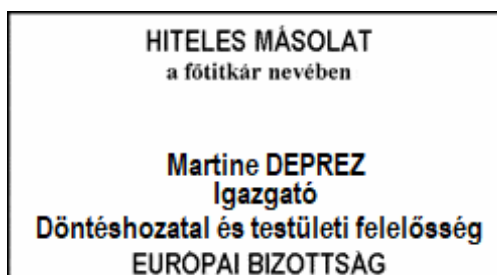 HITELES MÁSOLAT
a főtitkár nevében
Martine DEPREZ
Igazgató
Döntéshozatal és testületi felelősség
EURÓPAI BIZOTTSÁG